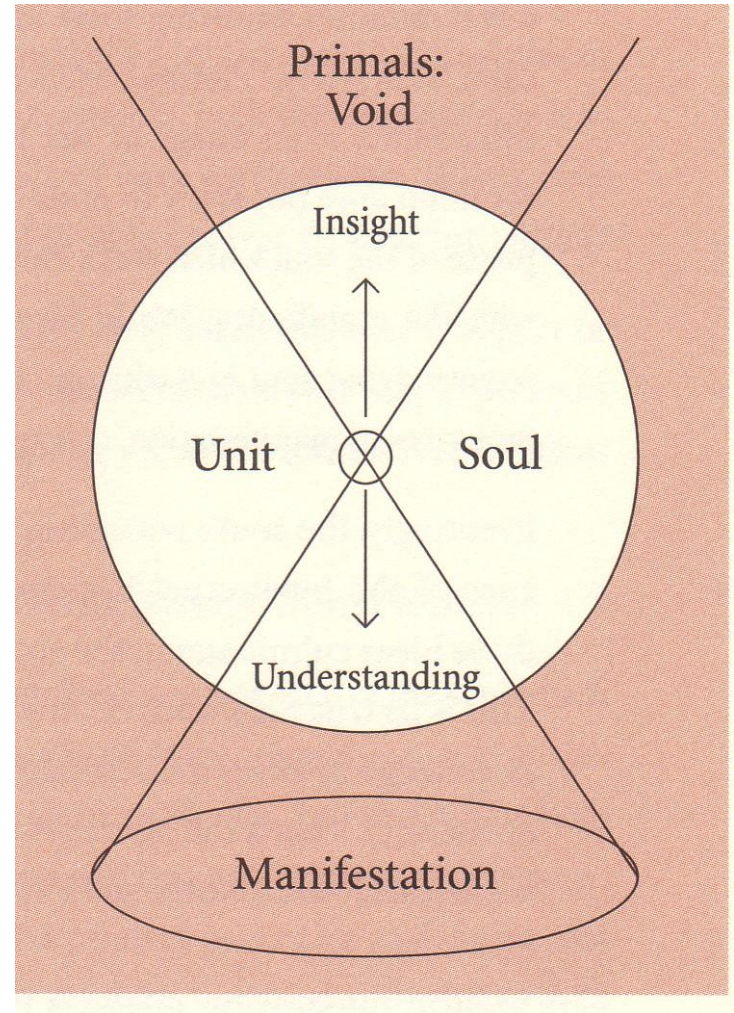 Primals:
Void
Insight
Unit Soul
Understanding
Manifestation